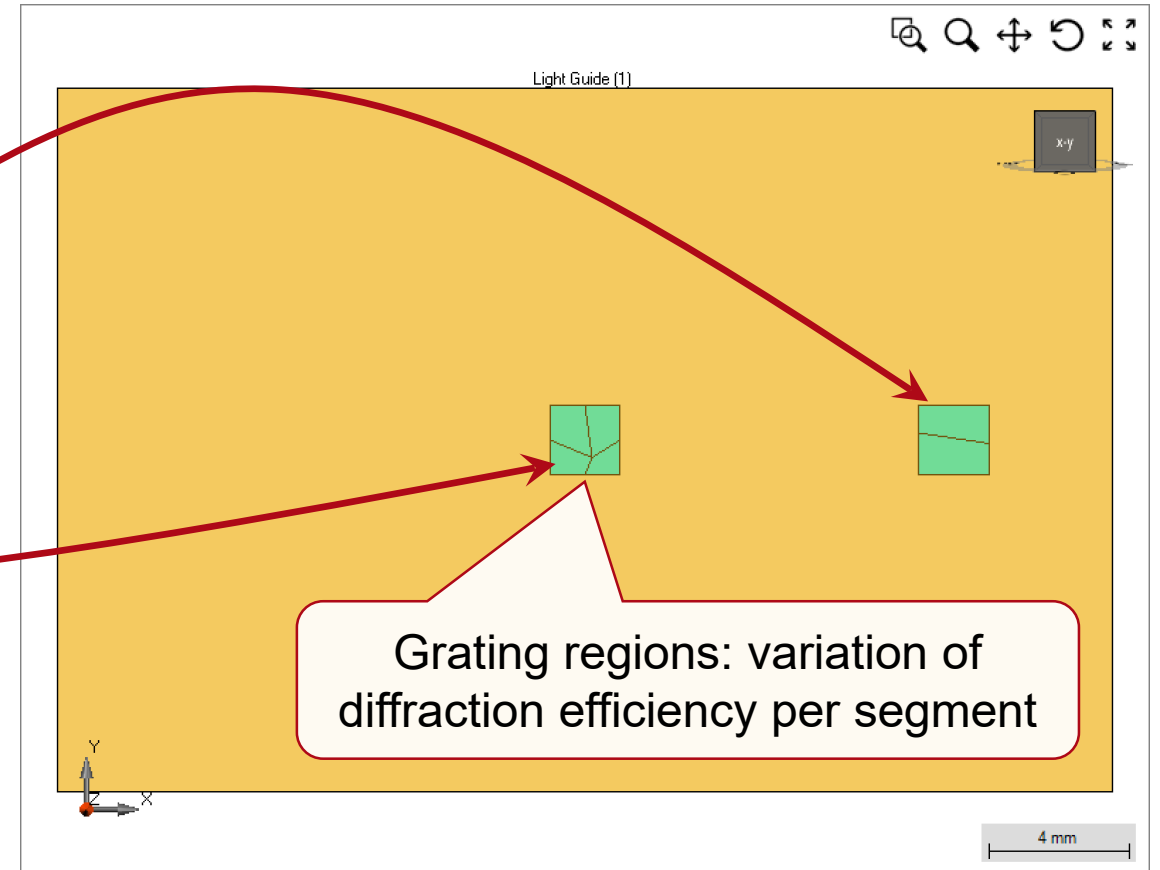 Light Guide (1)
x-y
Grating regions: variation of
diffraction efficiency per segment
Y
Z
X
4 mm